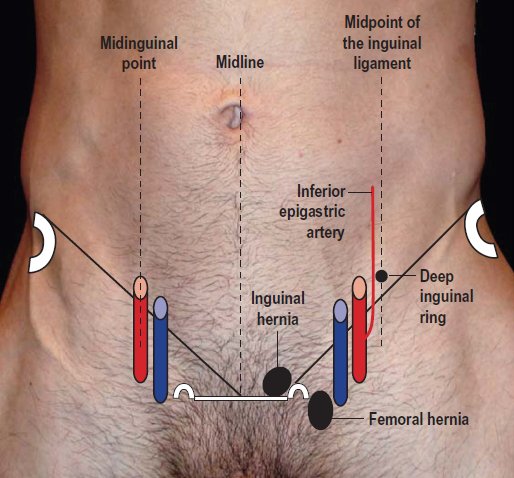 Midinguinal
point
Midline
Midpoint of
the inguinal
ligament
Inferior
epigastric
artery
Deep
inguinal
ring
Inguinal
hernia
Femoral hernia